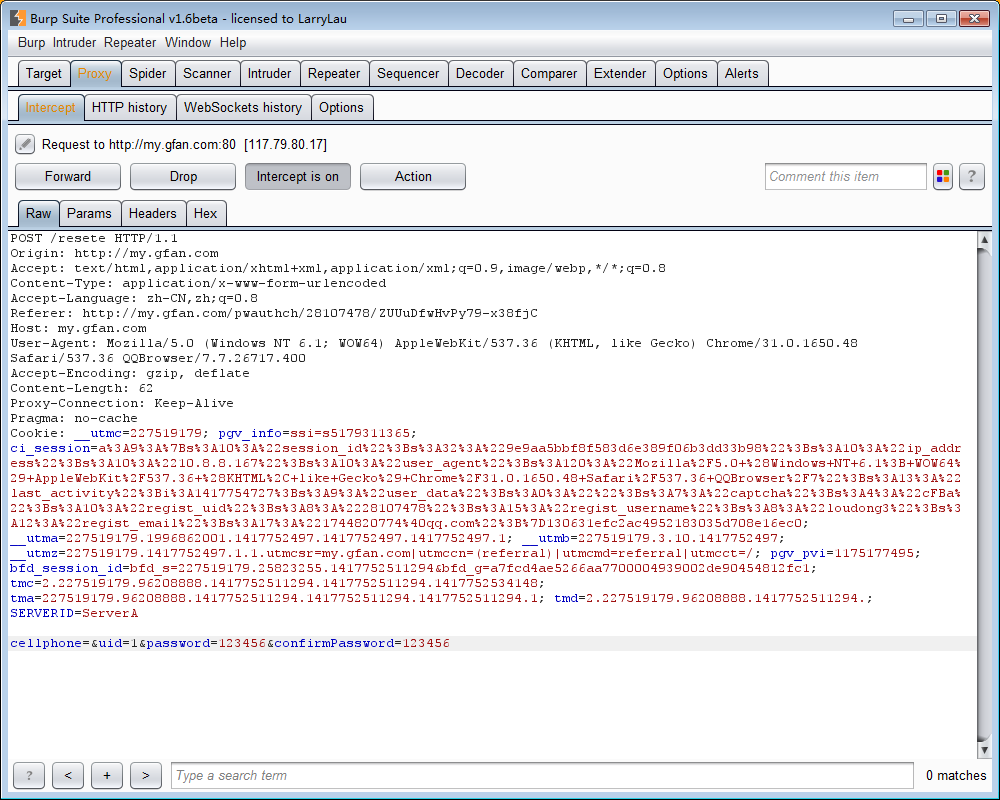 Burp Suite Professional v1.6beta - licensed to LarryLau
Burp Intruder Repeater Window Help
Target Proxy Spider Scanner Intruder Repeater Sequencer Decoder Comparer Extender Options Alerts
Intercept HTTP history WebSockets history Options
Request to http://my.gfan.com:80 [117.79.80.17]
Forward Drop Intercept is on Action Comment this item ?
Raw Params Headers Hex
POST /resete HTTP/1.1
Origin: http://my.gfan.com
Accept: text/html,application/xhtml+xml,application/xml;q=0.9,image/webp,*/*;q=0.8
Content-Type: application/x-www-form-urlencoded
Accept-Language: zh-CN,zh;q=0.8
Referer: http://my.gfan.com/pwauthch/28107478/ZUUuDfwHvPy79-x38fjC
Host: my.gfan.com
User-Agent: Mozilla/5.0 (Windows NT 6.1; WOW64) AppleWebKit/537.36 (KHTML, like Gecko) Chrome/31.0.1650.48
Safari/537.36 QQBrowser/7.7.26717.400
Accept-Encoding: gzip, deflate
Content-Length: 62
Proxy-Connection: Keep-Alive
Pragma: no-cache
Cookie: __utmc=227519179; pgv_info=ssi=s5179311365;
ci_session=a%3A9%3A%7Bs%3A10%3A%22session_id%22%3Bs%3A32%3A%229e9aa5bbf8f583d6e389f06b3dd33b98%22%3Bs%3A10%3A%22ip_addr
ess%22%3Bs%3A10%3A%2210.8.8.167%22%3Bs%3A10%3A%22user_agent%22%3Bs%3A120%3A%22Mozilla%2F5.0+%28Windows+NT+6.1%3B+WOW64%
29+AppleWebKit%2F537.36+%28KHTML%2C+like+Gecko%29+Chrome%2F31.0.1650.48+Safari%2F537.36+QQBrowser%2F7%22%3Bs%3A13%3A%22
last_activity%22%3Bi%3A1417754727%3Bs%3A9%3A%22user_data%22%3Bs%3A0%3A%22%22%3Bs%3A7%3A%22captcha%22%3Bs%3A4%3A%22cFBa%
22%3Bs%3A10%3A%22regist_uid%22%3Bs%3A8%3A%2228107478%22%3Bs%3A15%3A%22regist_username%22%3Bs%3A8%3A%22loudong3%22%3Bs%3
A12%3A%22regist_email%22%3Bs%3A17%3A%221744820774%40qq.com%22%3B%7D130631efc2ac4952183035d708e16ec0;
__utma=227519179.1996862001.1417752497.1417752497.1417752497.1; __utmb=227519179.3.10.1417752497;
__utmz=227519179.1417752497.1.1.utmcsr=my.gfan.com|utmccn=(referral)|utmcmd=referral|utmcct=/; pgv_pvi=1175177495;
bfd_session_id=bfd_s=227519179.25823255.1417752511294&bfd_g=a7fcd4ae5266aa7700004939002de90454812fc1;
tmc=2.227519179.96208888.1417752511294.1417752511294.1417752534148;
tma=227519179.96208888.1417752511294.1417752511294.1417752511294.1; tmd=2.227519179.96208888.1417752511294.;
SERVERID=ServerA
cellphone=&uid=1&password=123456&confirmPassword=123456
? < + > Type a search term 0 matches